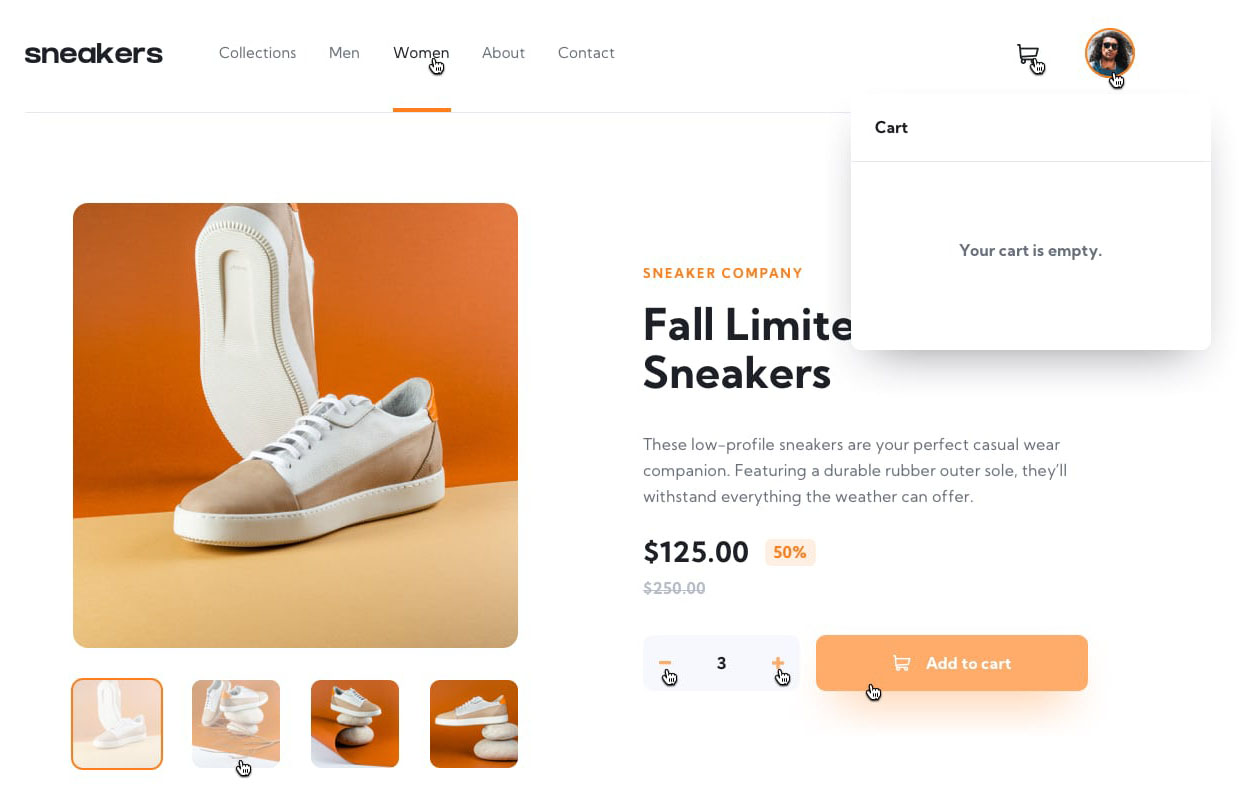 sneakers
Collections Men Women About Contact
Cart
Your cart is empty.
SNEAKER COMPANY
Fall Limite
Sneakers
These low-profile sneakers are your perfect casual wear
companion. Featuring a durable rubber outer sole, they’ll
withstand everything the weather can offer.
$125.00 50%
$250.00
3
Add to cart